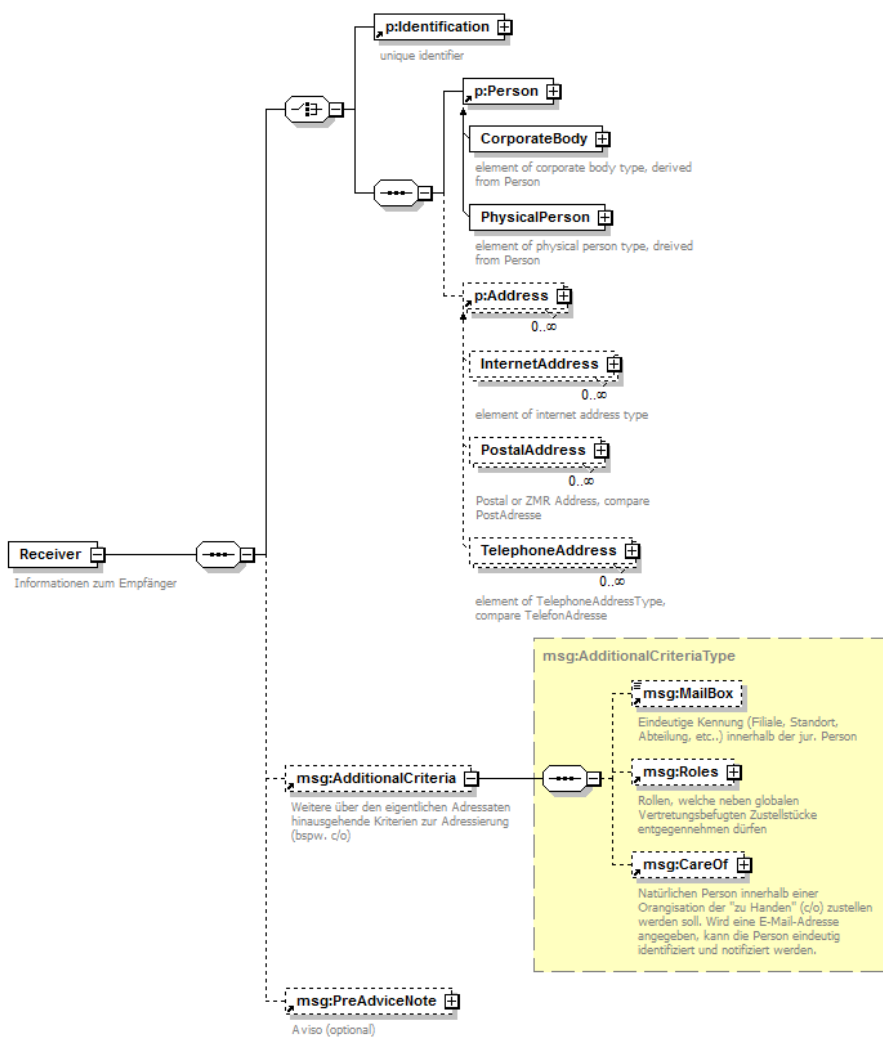 p:Identification
unique identifier
p:Person
CorporateBody
element of corporate body type, derived
from Person
PhysicalPerson
element of physical person type, dreived
from Person
p:Address
0..∞
InternetAddress
0..∞
element of internet address type
PostalAddress
0..∞
Postal or ZMR Address, compare
PostAdresse
Receiver
Informationen zum Empfänger
TelephoneAddress
0..∞
element of TelephoneAddressType,
compare TelefonAdresse
msg:AdditionalCriteriaType
msg:MailBox
Eindeutige Kennung (Filiale, Standort,
Abteilung, etc..) innerhalb der jur. Person
msg:AdditionalCriteria
Weitere über den eigentlichen Adressaten
hinausgehende Kriterien zur Adressierung
(bspw. c/o)
msg:Roles
Rollen, welche neben globalen
Vertretungsbefugten Zustellstücke
entgegennehmen dürfen
msg:CareOf
Natürlichen Person innerhalb einer
Orangisation der "zu Handen" (c/o) zustellen
werden soll. Wird eine E-Mail-Adresse
angegeben, kann die Person eindeutig
identifiziert und notifiziert werden.
msg:PreAdviceNote
Aviso (optional)